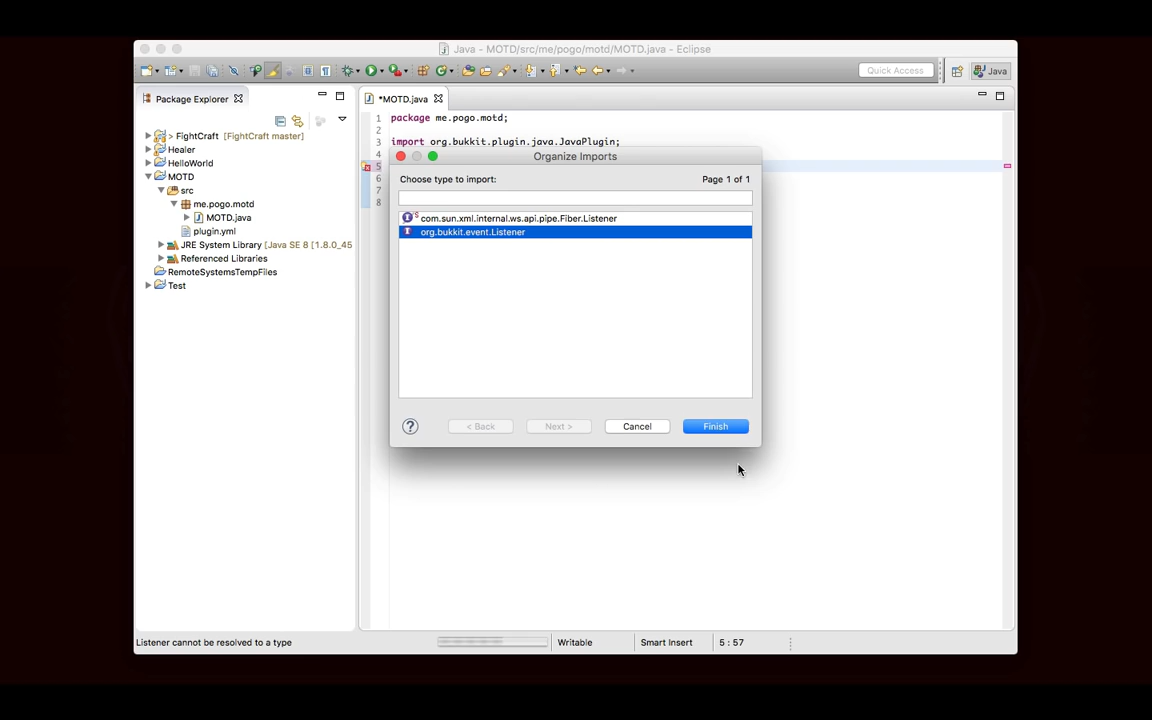 Java - MOTD/src/me/pogo/motd/MOTD.java - Eclipse
Quick Access
Java
Package Explorer
*MOTD.java
> FightCraft [FightCraft master]
Healer
HelloWorld
MOTD
src
me.pogo.motd
MOTD.java
plugin.yml
JRE System Library [Java SE 8 [1.8.0_45
Referenced Libraries
RemoteSystemsTempFiles
Test
1 package me.pogo.motd;
2
3 import org.bukkit.plugin.java.JavaPlugin;
4
5
6
7
8
Organize Imports
Choose type to import:
Page 1 of 1
com.sun.xml.internal.ws.api.pipe.Fiber.Listener
org.bukkit.event.Listener
?
< Back
Next >
Cancel
Finish
Listener cannot be resolved to a type
Writable
Smart Insert
5 : 57